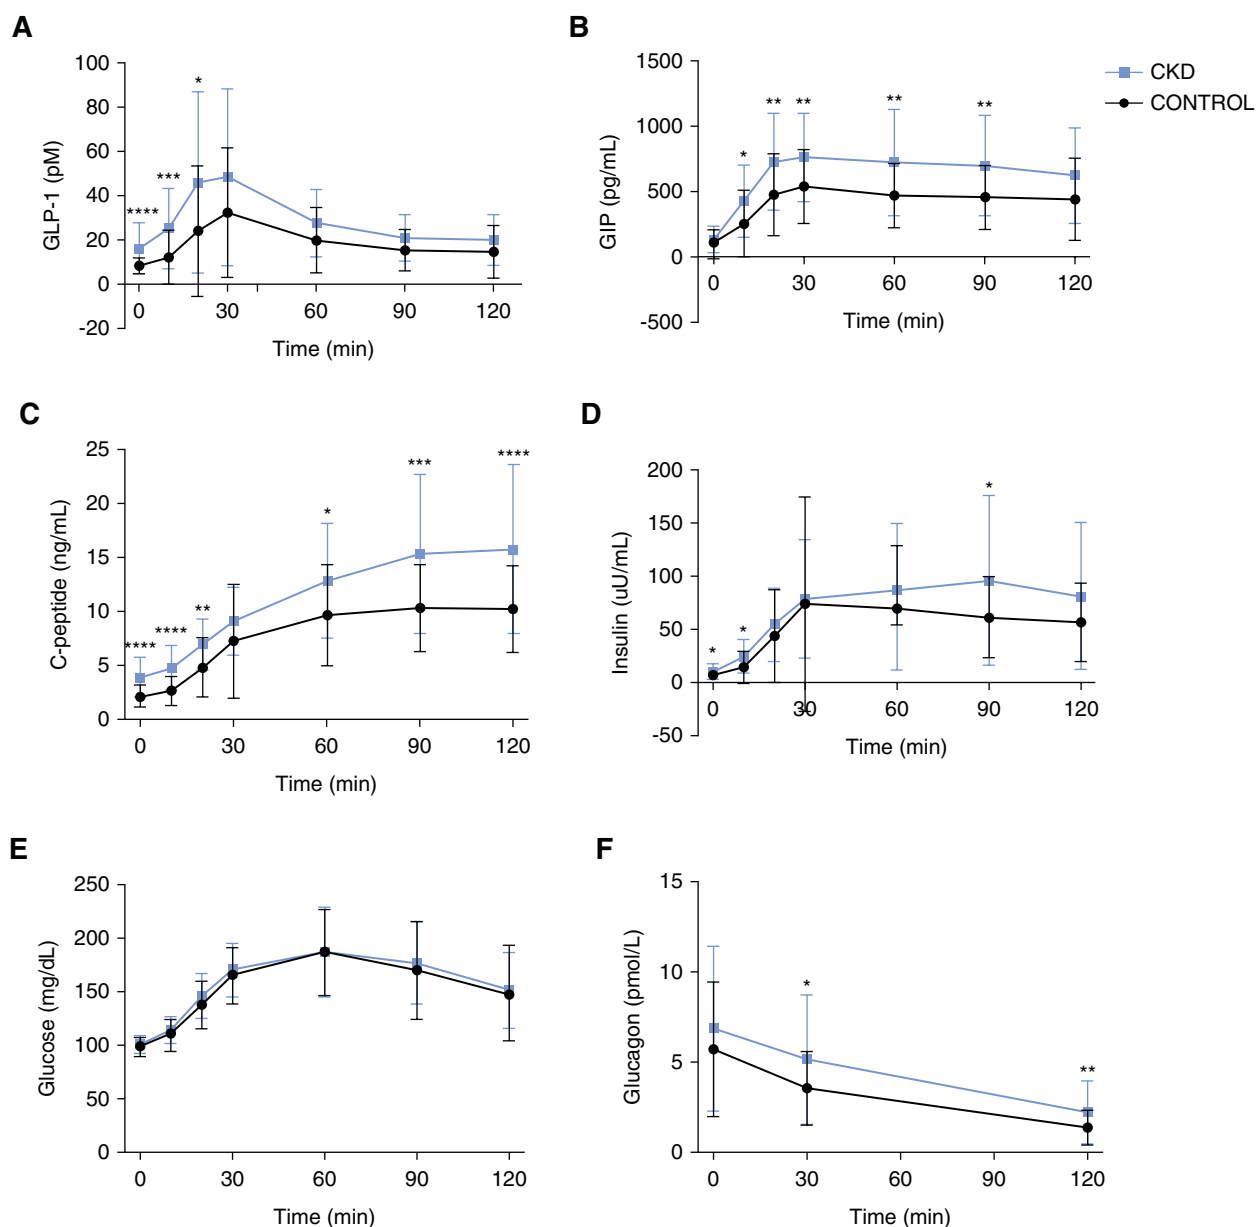 A
GLP-1 (pM)
100
80
60
40
20
0
-20
**** *** *
0 30 60 90 120
Time (min)
B
GIP (pg/mL)
1500
1000
500
0
-500
* ** ** ** **
0 30 60 90 120
Time (min)
CKD
CONTROL
C
C-peptide (ng/mL)
25
20
15
10
5
0
**** **** ** * *** ****
0 30 60 90 120
Time (min)
D
Insulin (uU/mL)
200
150
100
50
0
-50
* * *
0 30 60 90 120
Time (min)
E
Glucose (mg/dL)
250
200
150
100
50
0
0 30 60 90 120
Time (min)
F
Glucagon (pmol/L)
15
10
5
0
* **
0 30 60 90 120
Time (min)